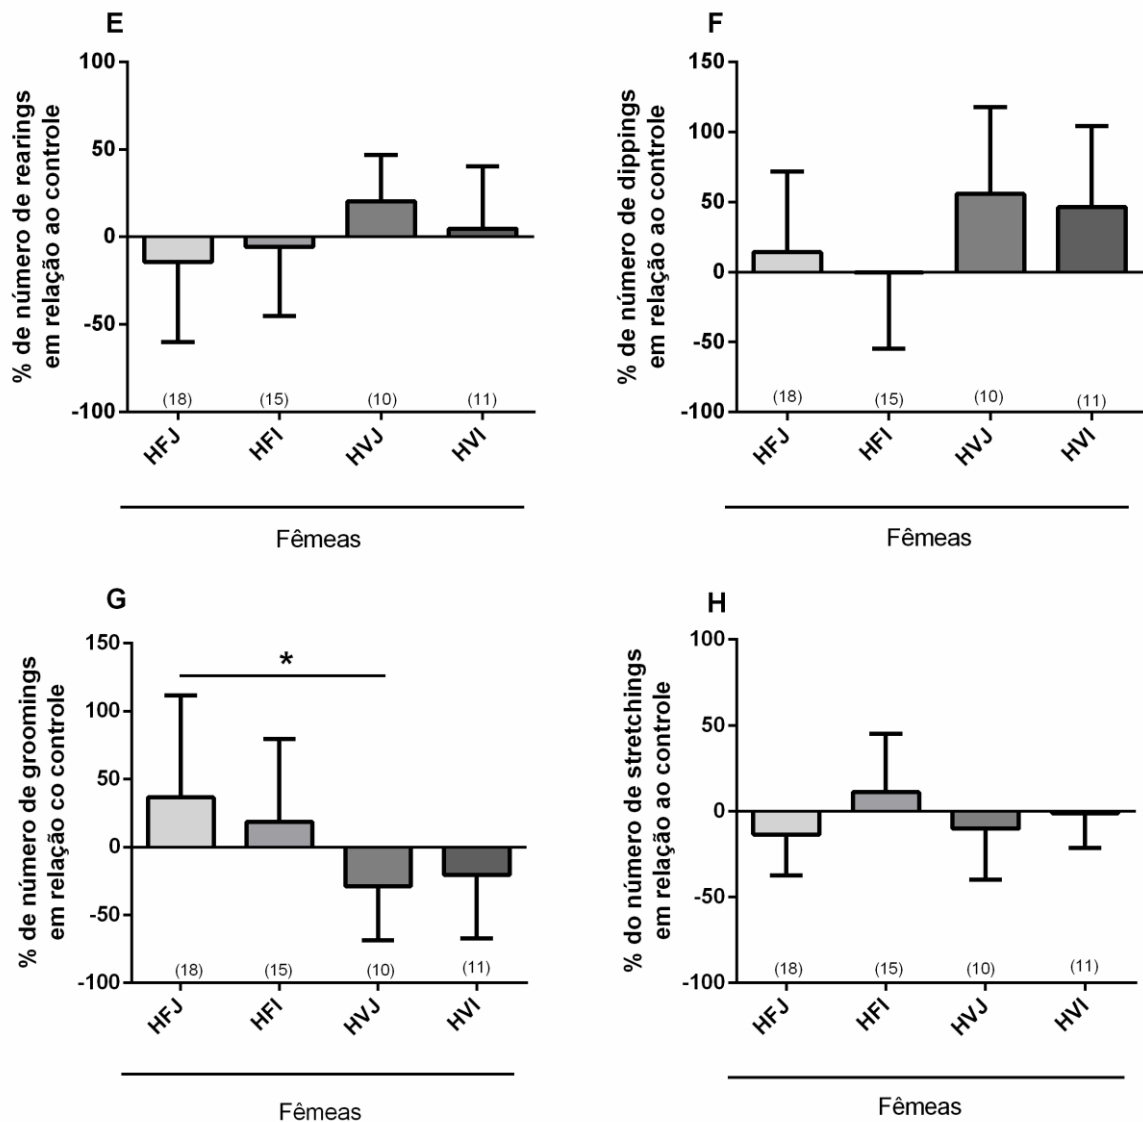 E
% de número de rearings
em relação ao controle
100
50
0
-50
-100
(18)
(15)
(10)
(11)
HFJ
HFI
HVJ
HVI
Fêmeas
F
% de número de dippings
em relação ao controle
150
100
50
0
-50
-100
(18)
(15)
(10)
(11)
HFJ
HFI
HVJ
HVI
Fêmeas
G
% de número de groomings
em relação co controle
150
100
50
0
-50
-100
*
(18)
(15)
(10)
(11)
HFJ
HFI
HVJ
HVI
Fêmeas
H
% do número de stretchings
em relação ao controle
100
50
0
-50
-100
(18)
(15)
(10)
(11)
HFJ
HFI
HVJ
HVI
Fêmeas